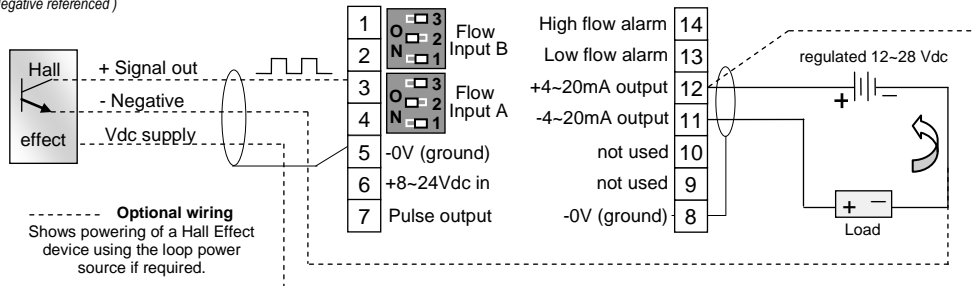 egative referenced )
Hall
effect
+ Signal out
- Negative
Vdc supply
Optional wiring
Shows powering of a Hall Effect
device using the loop power
source if required.
1
2
3
4
5
6
7
O
N
3
2
1
Flow
Input B
O
N
3
2
1
Flow
Input A
-0V (ground)
+8~24Vdc in
Pulse output
High flow alarm 14
Low flow alarm 13
+4~20mA output 12
-4~20mA output 11
not used 10
not used 9
-0V (ground) 8
regulated 12~28 Vdc
+ –
+ –
Load